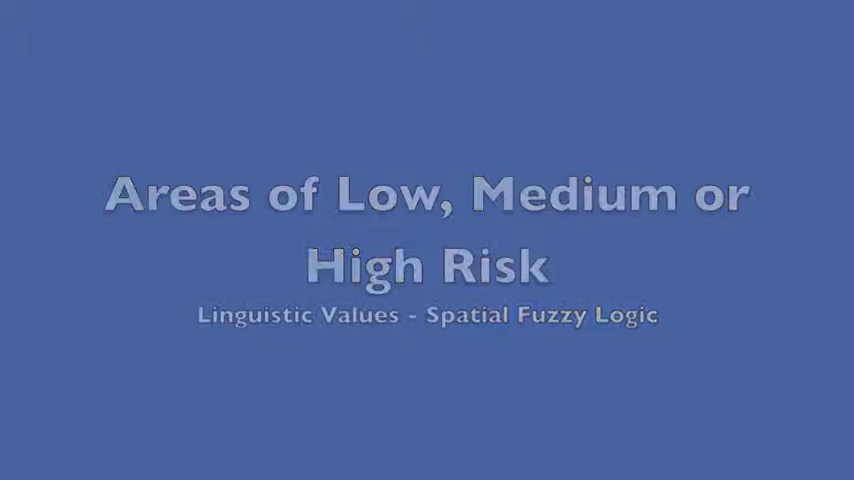 Areas of Low, Medium or
High Risk
Linguistic Values - Spatial Fuzzy Logic